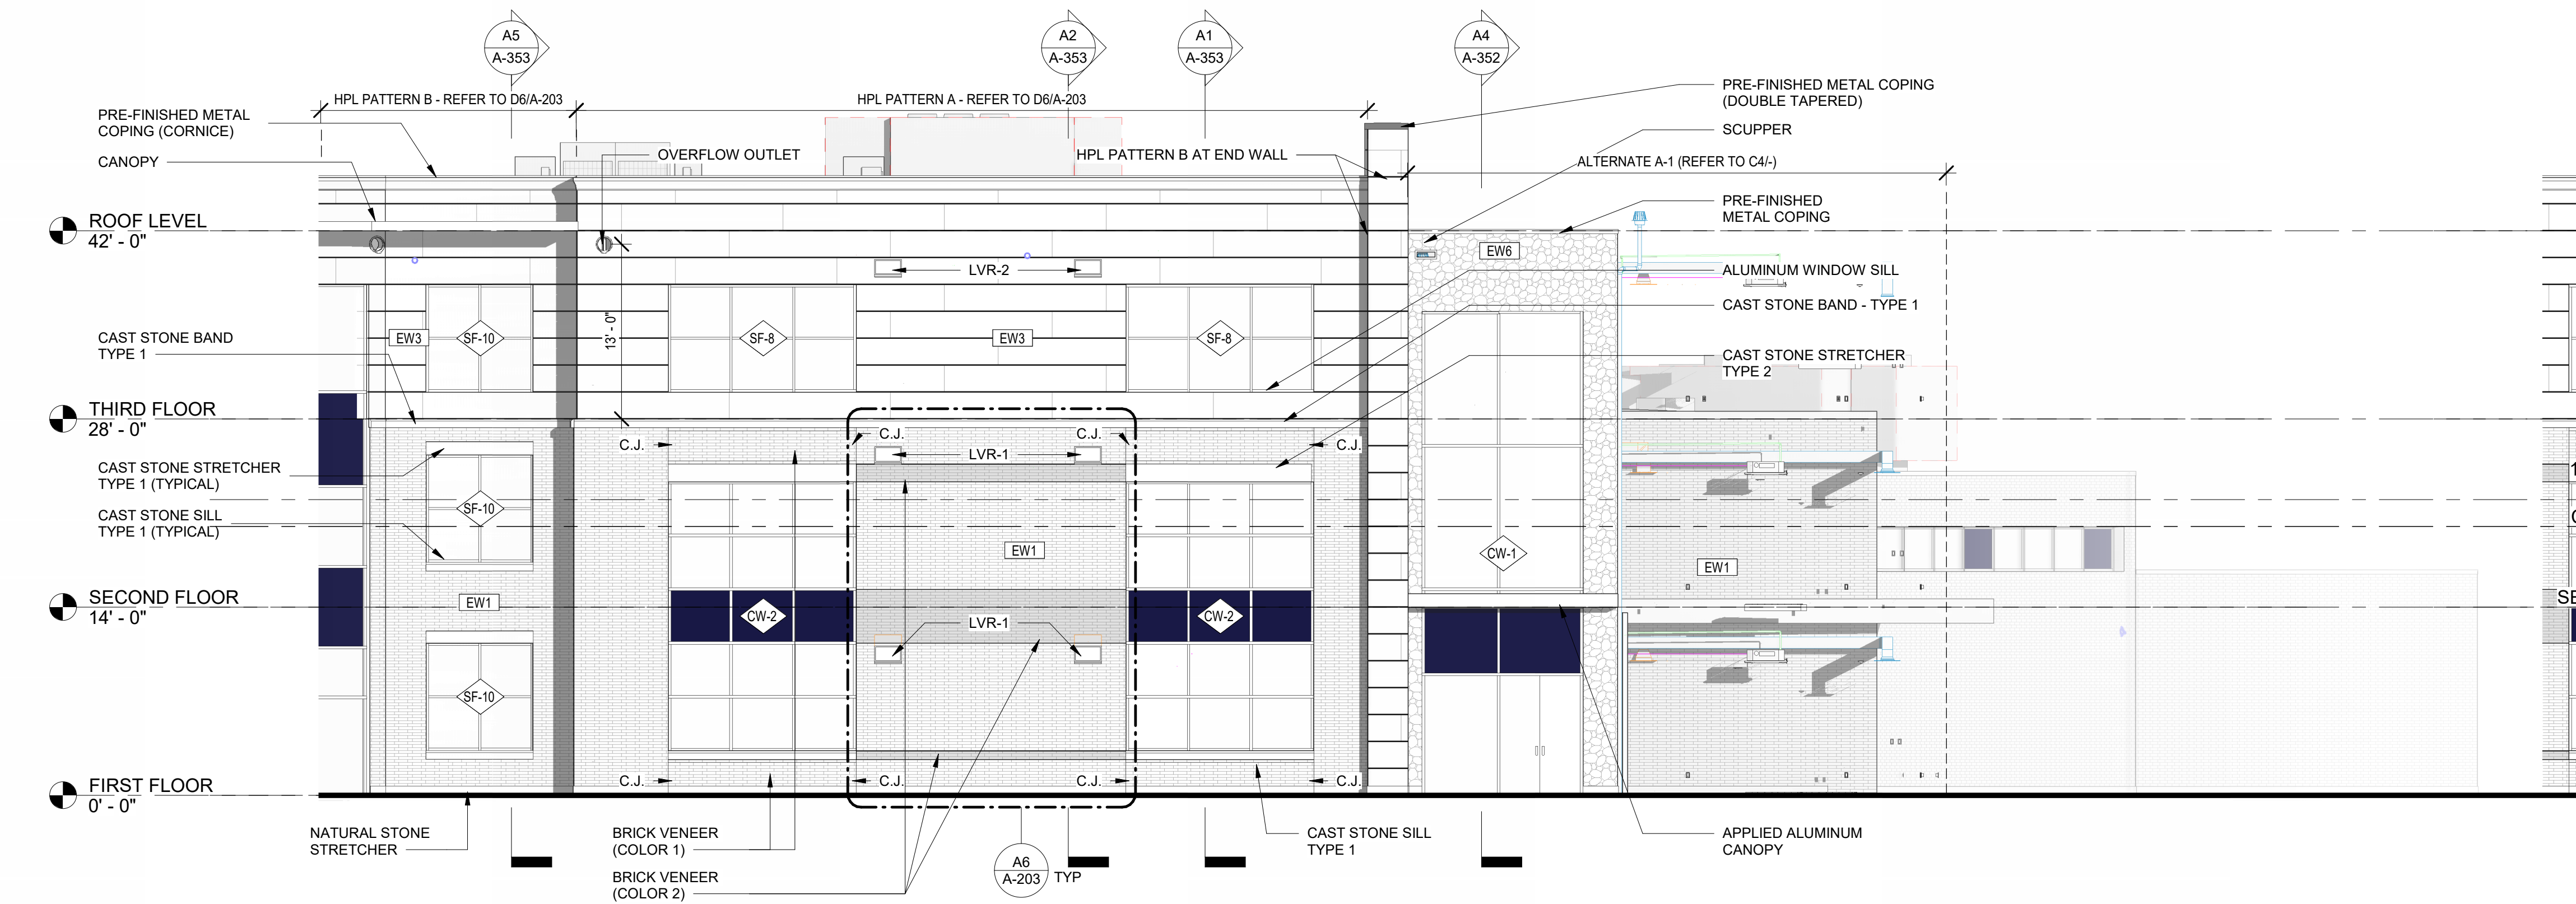 A5
A-353
A2
A-353
A1
A-353
A4
A-352
HPL PATTERN B - REFER TO D6/A-203
HPL PATTERN A - REFER TO D6/A-203
PRE-FINISHED METAL
COPING (CORNICE)
CANOPY
OVERFLOW OUTLET
HPL PATTERN B AT END WALL
PRE-FINISHED METAL COPING
(DOUBLE TAPERED)
SCUPPER
ALTERNATE A-1 (REFER TO C4/-)
PRE-FINISHED
METAL COPING
ROOF LEVEL
42' - 0"
EW6
LVR-2
ALUMINUM WINDOW SILL
CAST STONE BAND - TYPE 1
CAST STONE BAND
TYPE 1
EW3
SF-10
13' - 0"
SF-8
EW3
SF-8
CAST STONE STRETCHER
TYPE 2
THIRD FLOOR
28' - 0"
C.J.
C.J.
C.J.
C.J.
LVR-1
CAST STONE STRETCHER
TYPE 1 (TYPICAL)
SF-10
CAST STONE SILL
TYPE 1 (TYPICAL)
EW1
CW-1
EW1
SECOND FLOOR
14' - 0"
EW1
CW-2
LVR-1
CW-2
SF-10
FIRST FLOOR
0' - 0"
C.J.
C.J.
C.J.
C.J.
NATURAL STONE
STRETCHER
BRICK VENEER
(COLOR 1)
BRICK VENEER
(COLOR 2)
A6
A-203
TYP
CAST STONE SILL
TYPE 1
APPLIED ALUMINUM
CANOPY